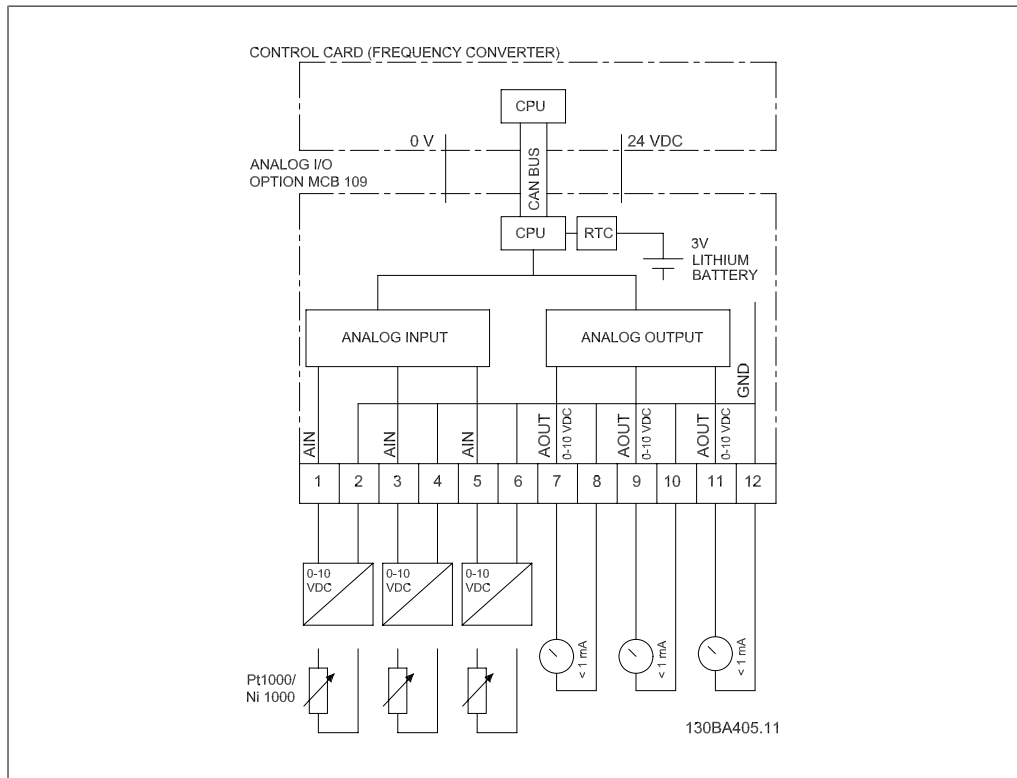 CONTROL CARD (FREQUENCY CONVERTER)
CPU
0 V
24 VDC
CAN BUS
ANALOG I/O
OPTION MCB 109
CPU
RTC
3V
LITHIUM
BATTERY
ANALOG INPUT
ANALOG OUTPUT
GND
AIN
AIN
AIN
AOUT
0-10 VDC
AOUT
0-10 VDC
AOUT
0-10 VDC
1 2 3 4 5 6 7 8 9 10 11 12
0-10
VDC
0-10
VDC
0-10
VDC
< 1 mA
< 1 mA
< 1 mA
Pt1000/
Ni 1000
130BA405.11